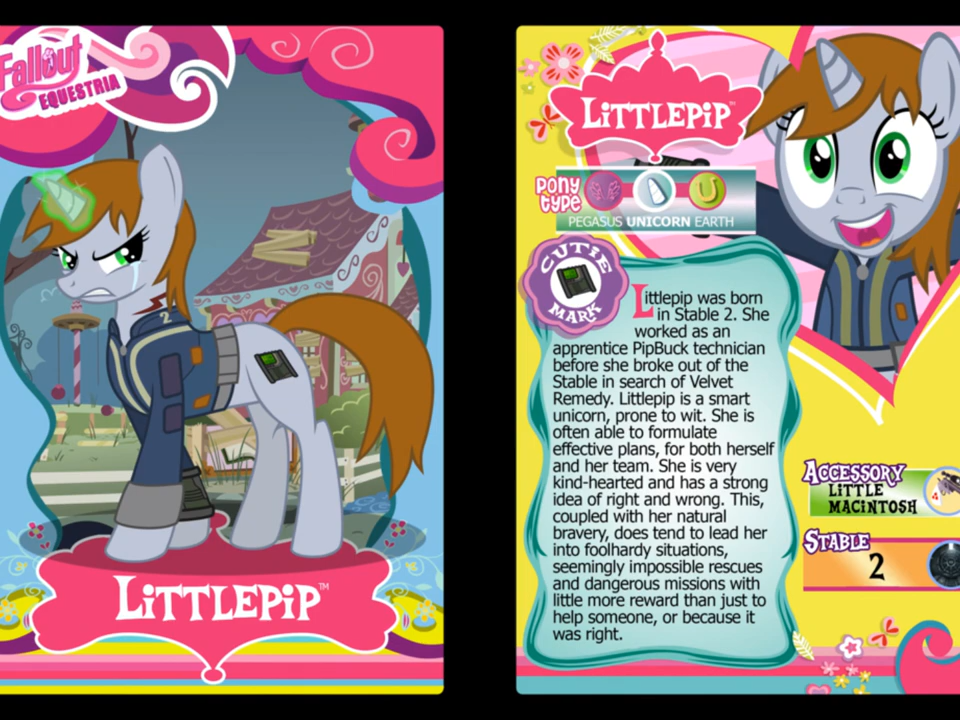 Fallout
EQUESTRIA
2
LiTTLEPiP™
LiTTLEPiP™
PONY
TYPE
PEGASUS UNICORN EARTH
CUTIE
MARK
Littlepip was born
in Stable 2. She
worked as an
apprentice PipBuck technician
before she broke out of the
Stable in search of Velvet
Remedy. Littlepip is a smart
unicorn, prone to wit. She is
often able to formulate
effective plans, for both herself
and her team. She is very
kind-hearted and has a strong
idea of right and wrong. This,
coupled with her natural
bravery, does tend to lead her
into foolhardy situations,
seemingly impossible rescues
and dangerous missions with
little more reward than just to
help someone, or because it
was right.
ACCESSORY
LiTTLE
MACINTOSH
STABLE
2